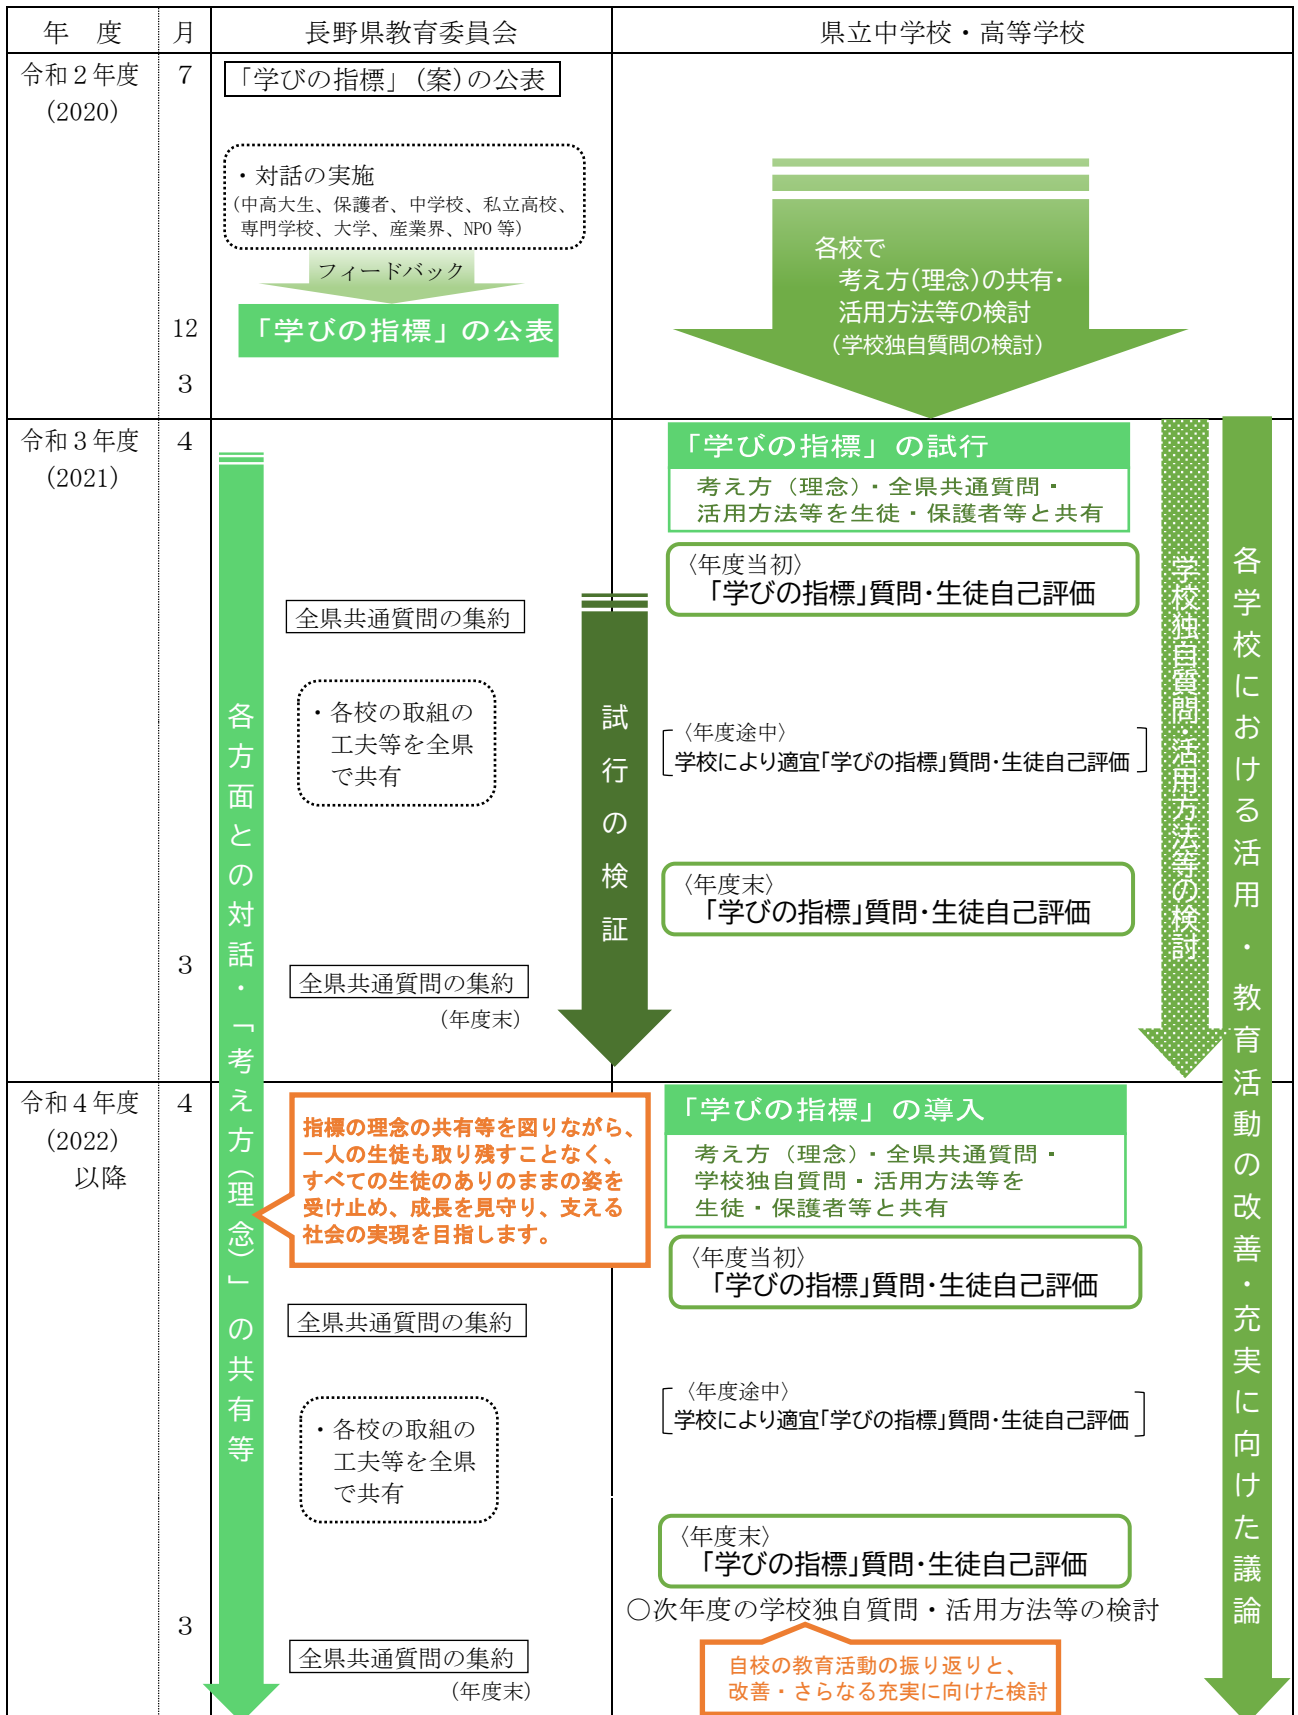 年　度
月
長野県教育委員会
県立中学校・高等学校
令和２年度
(2020)
7
「学びの指標」(案)の公表
・対話の実施
(中高大生、保護者、中学校、私立高校、
専門学校、大学、産業界、NPO 等)
フィードバック
12
「学びの指標」の公表
3
各校で
考え方(理念)の共有・
活用方法等の検討
(学校独自質問の検討)
令和３年度
(2021)
4
「学びの指標」の試行
考え方（理念）・全県共通質問・
活用方法等を生徒・保護者等と共有
〈年度当初〉
「学びの指標」質問・生徒自己評価
全県共通質問の集約
・各校の取組の
工夫等を全県
で共有
試行の検証
〈年度途中〉
学校により適宜「学びの指標」質問・生徒自己評価
〈年度末〉
「学びの指標」質問・生徒自己評価
3
全県共通質問の集約
(年度末)
学校独自質問・活用方法等の検討
各学校における活用・教育活動の改善・充実に向けた議論
各方面との対話・「考え方(理念)」の共有等
令和４年度
(2022)
以降
4
指標の理念の共有等を図りながら、
一人の生徒も取り残すことなく、
すべての生徒のありのままの姿を
受け止め、成長を見守り、支える
社会の実現を目指します。
「学びの指標」の導入
考え方（理念）・全県共通質問・
学校独自質問・活用方法等を
生徒・保護者等と共有
〈年度当初〉
「学びの指標」質問・生徒自己評価
全県共通質問の集約
・各校の取組の
工夫等を全県
で共有
〈年度途中〉
学校により適宜「学びの指標」質問・生徒自己評価
〈年度末〉
「学びの指標」質問・生徒自己評価
○次年度の学校独自質問・活用方法等の検討
3
全県共通質問の集約
(年度末)
自校の教育活動の振り返りと、
改善・さらなる充実に向けた検討